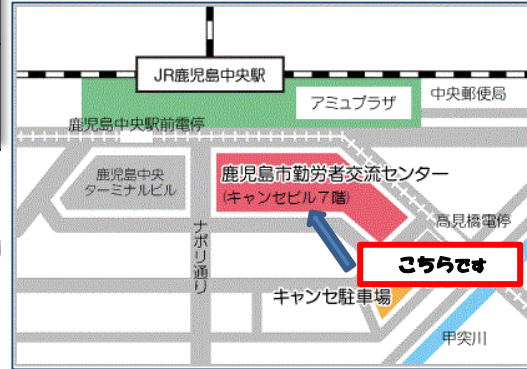 JR鹿児島中央駅
アミュプラザ
中央郵便局
鹿児島中央駅前電停
鹿児島中央
ターミナルビル
鹿児島市勤労者交流センター
(キャンセビル7階)
ナポリ通り
高見橋電停
こちらです
キャンセ駐車場
甲突川